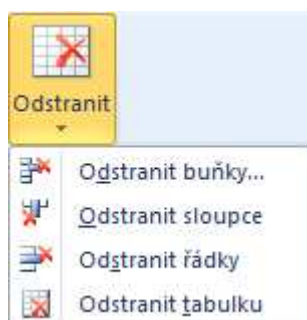 Odstranit
Odstranit buňky...
Odstranit sloupce
Odstranit řádky
Odstranit tabulku